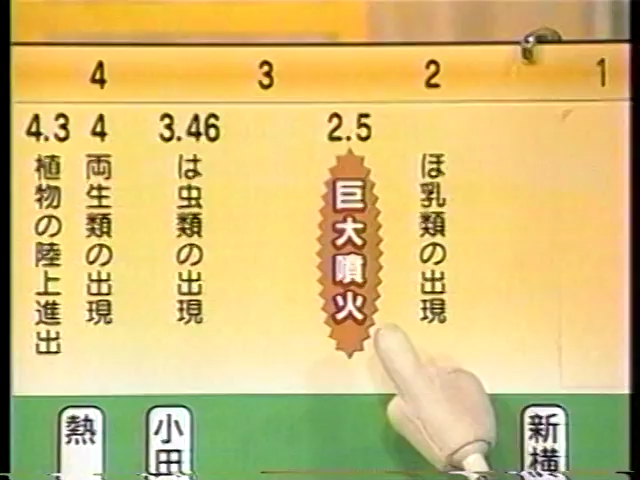 4 3 2 1
4.3 4 3.46 2.5
植物の陸上進出
両生類の出現
は虫類の出現
巨大噴火
ほ乳類の出現
熱
小田
新横